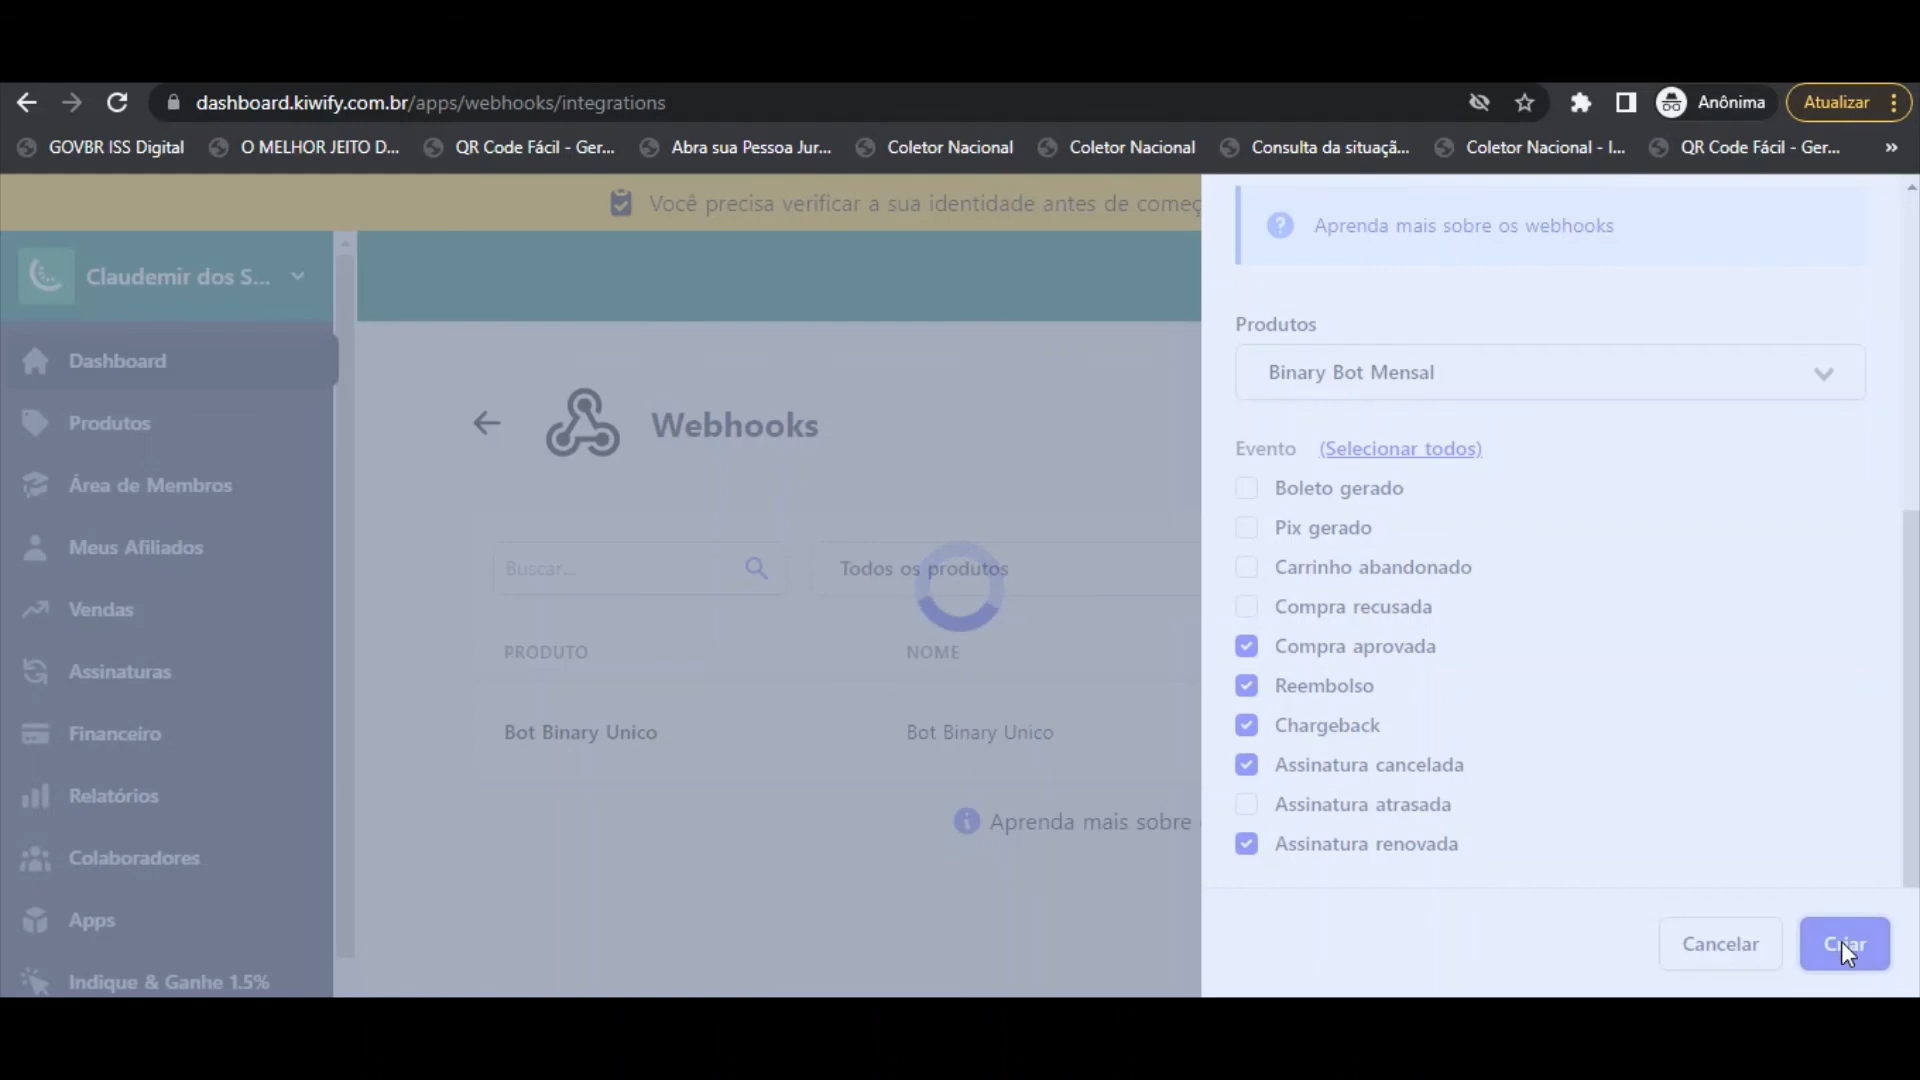 dashboard.kiwify.com.br/apps/webhooks/integrations
Anônima
Atualizar
GOVBR ISS Digital
O MELHOR JEITO D...
QR Code Fácil - Ger...
Abra sua Pessoa Jur...
Coletor Nacional
Coletor Nacional
Consulta da situaçã...
Coletor Nacional - I...
QR Code Fácil - Ger...
»
Você precisa verificar a sua identidade antes de começ
Claudemir dos S...
Dashboard
Produtos
Área de Membros
Meus Afiliados
Vendas
Assinaturas
Financeiro
Relatórios
Colaboradores
Apps
Indique & Ganhe 1.5%
Webhooks
Buscar...
Todos os produtos
PRODUTO
NOME
Bot Binary Unico
Bot Binary Unico
Aprenda mais sobre
Aprenda mais sobre os webhooks
Produtos
Binary Bot Mensal
Evento (Selecionar todos)
Boleto gerado
Pix gerado
Carrinho abandonado
Compra recusada
Compra aprovada
Reembolso
Chargeback
Assinatura cancelada
Assinatura atrasada
Assinatura renovada
Cancelar
Criar